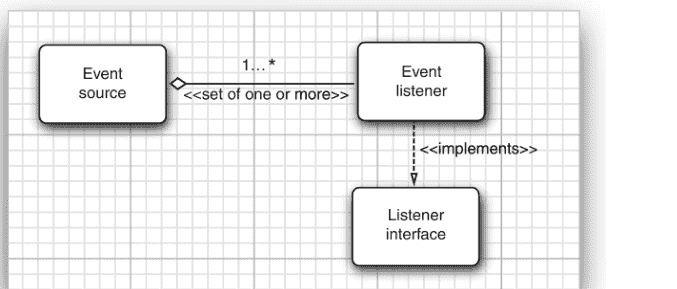 Event
source
1…*
<<set of one or more>>
Event
listener
<<implements>>
Listener
interface